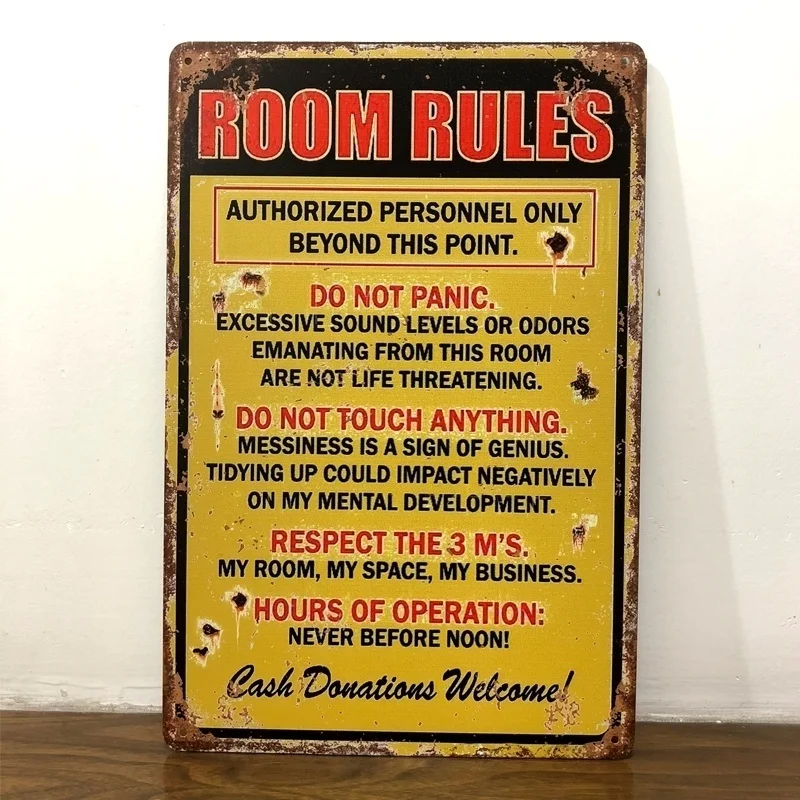 ROOM RULES
AUTHORIZED PERSONNEL ONLY
BEYOND THIS POINT.
DO NOT PANIC.
EXCESSIVE SOUND LEVELS OR ODORS
EMANATING FROM THIS ROOM
ARE NOT LIFE THREATENING.
DO NOT TOUCH ANYTHING.
MESSINESS IS A SIGN OF GENIUS.
TIDYING UP COULD IMPACT NEGATIVELY
ON MY MENTAL DEVELOPMENT.
RESPECT THE 3 M'S.
MY ROOM, MY SPACE, MY BUSINESS.
HOURS OF OPERATION:
NEVER BEFORE NOON!
Cash Donations Welcome!